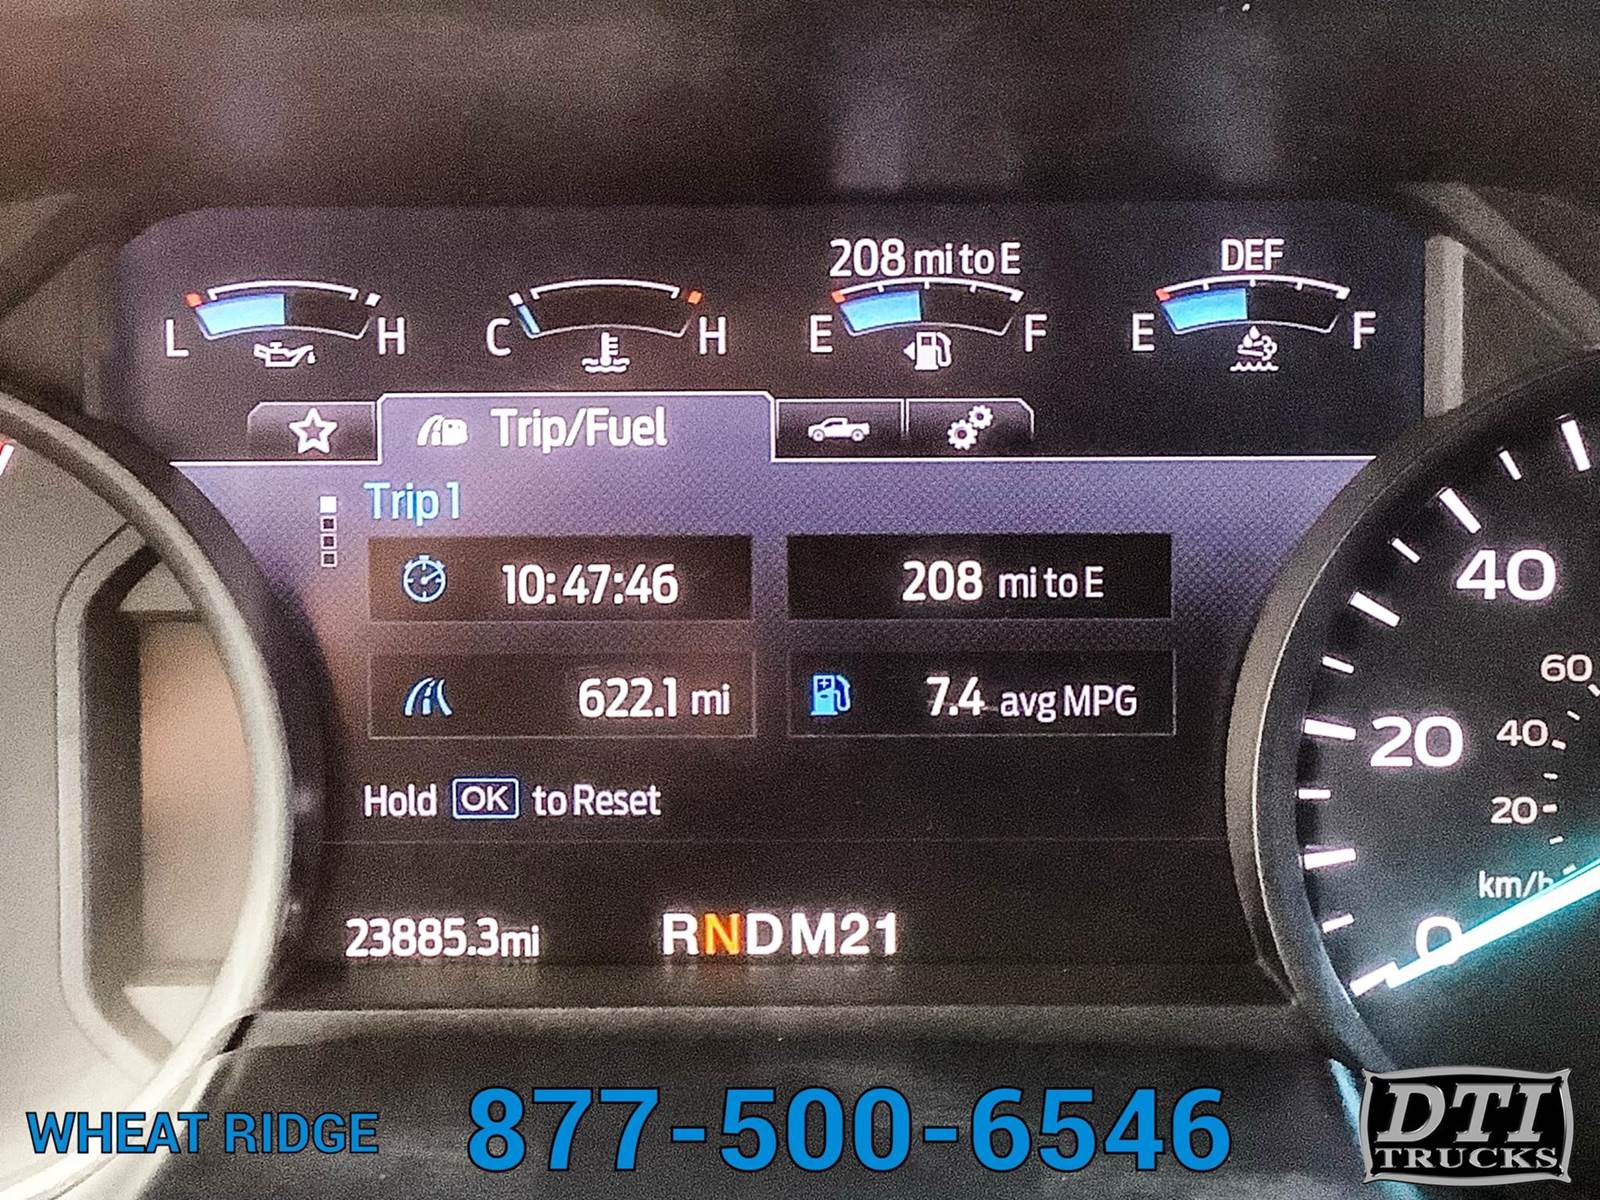 208 mi to E
DEF
L H C H E F E F
Trip/Fuel
Trip 1
10:47:46
208 mi to E
622.1 mi
7.4 avg MPG
Hold OK to Reset
23885.3mi
RNDM21
40
60
20
40
20
km/h
0
WHEAT RIDGE
877-500-6546
DTI
TRUCKS